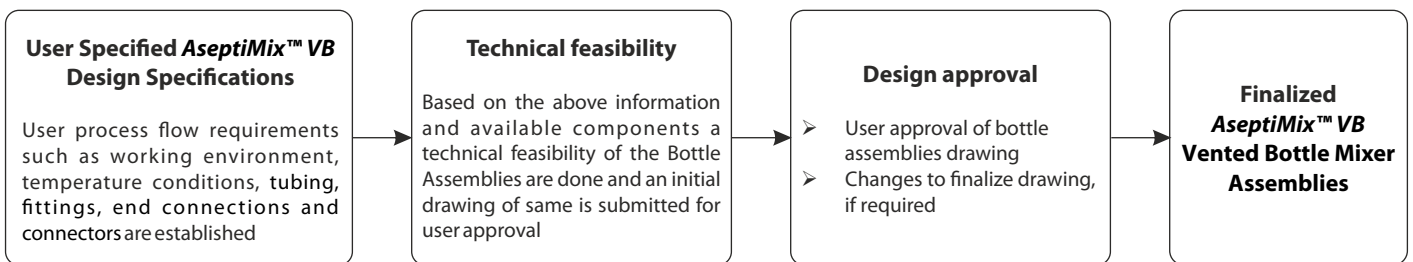 User Specified AseptiMix™ VB
Design Specifications
User process flow requirements
such as working environment,
temperature conditions, tubing,
fittings, end connections and
connectors are established
Technical feasibility
Based on the above information
and available components a
technical feasibility of the Bottle
Assemblies are done and an initial
drawing of same is submitted for
user approval
Design approval
➢ User approval of bottle
assemblies drawing
➢ Changes to finalize drawing,
if required
Finalized
AseptiMix™ VB
Vented Bottle Mixer
Assemblies